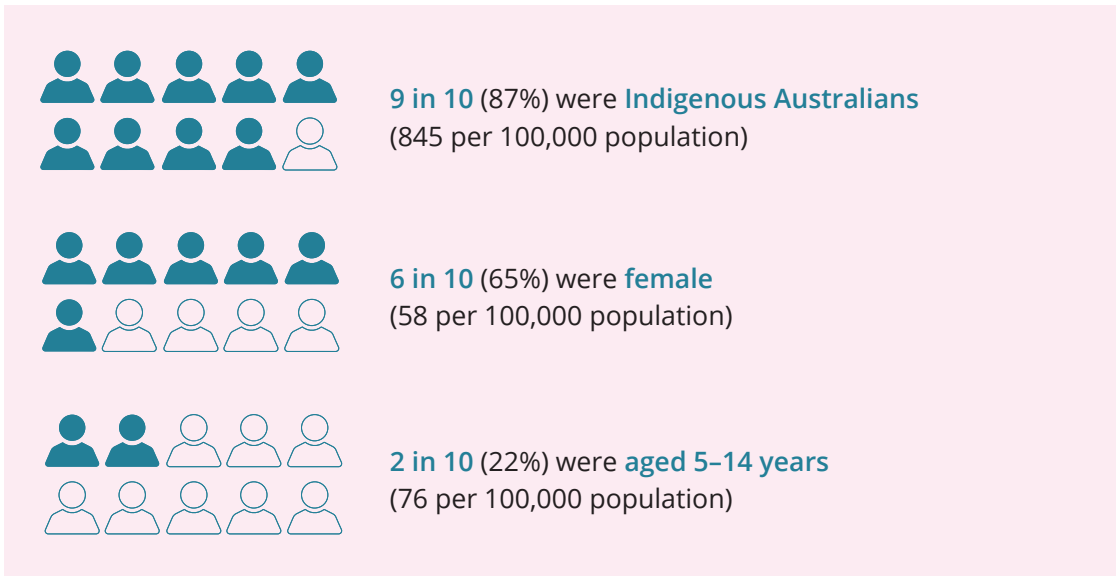 9 in 10 (87%) were Indigenous Australians
(845 per 100,000 population)
6 in 10 (65%) were female
(58 per 100,000 population)
2 in 10 (22%) were aged 5–14 years
(76 per 100,000 population)